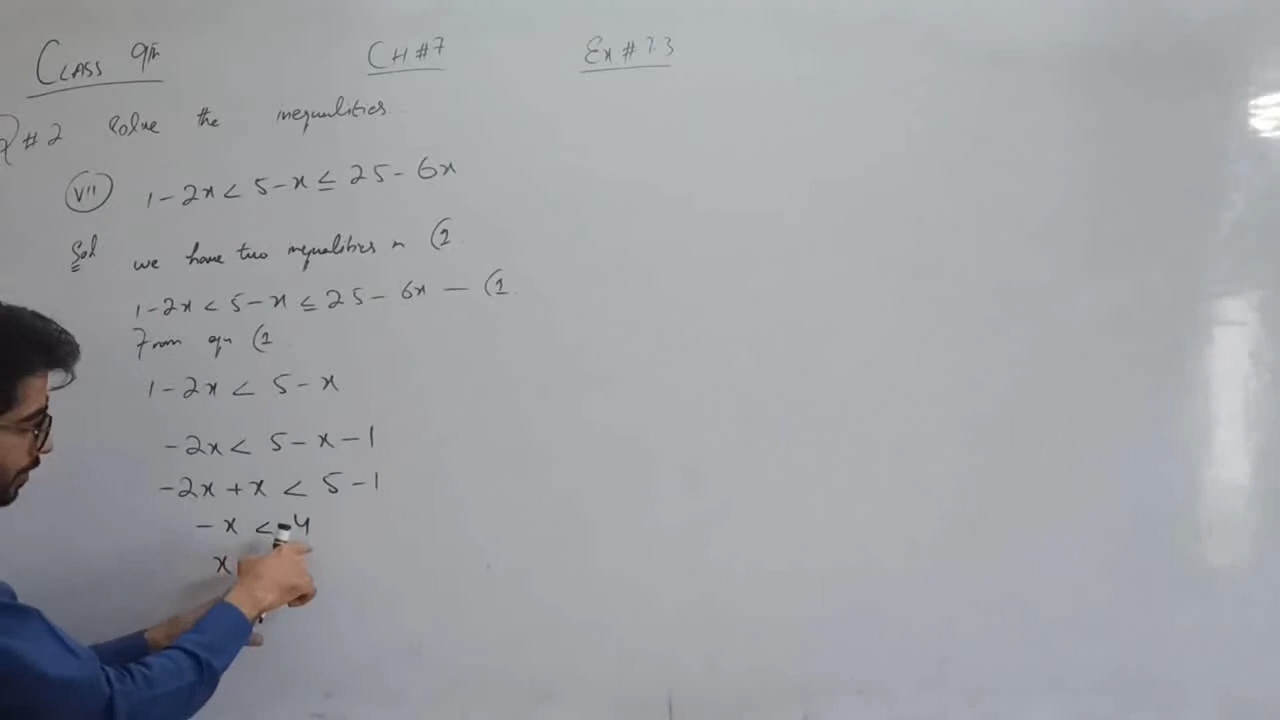 CLASS 9th CH#7 Ex#7.3
Q#2 Solve the inequalities
VII 1-2x < 5-x ≤ 25-6x
Sol we have two inequalities in (1
1-2x < 5-x ≤ 25-6x — (1
From eqn (1
1-2x < 5-x
-2x < 5-x-1
-2x+x < 5-1
-x < 4
x